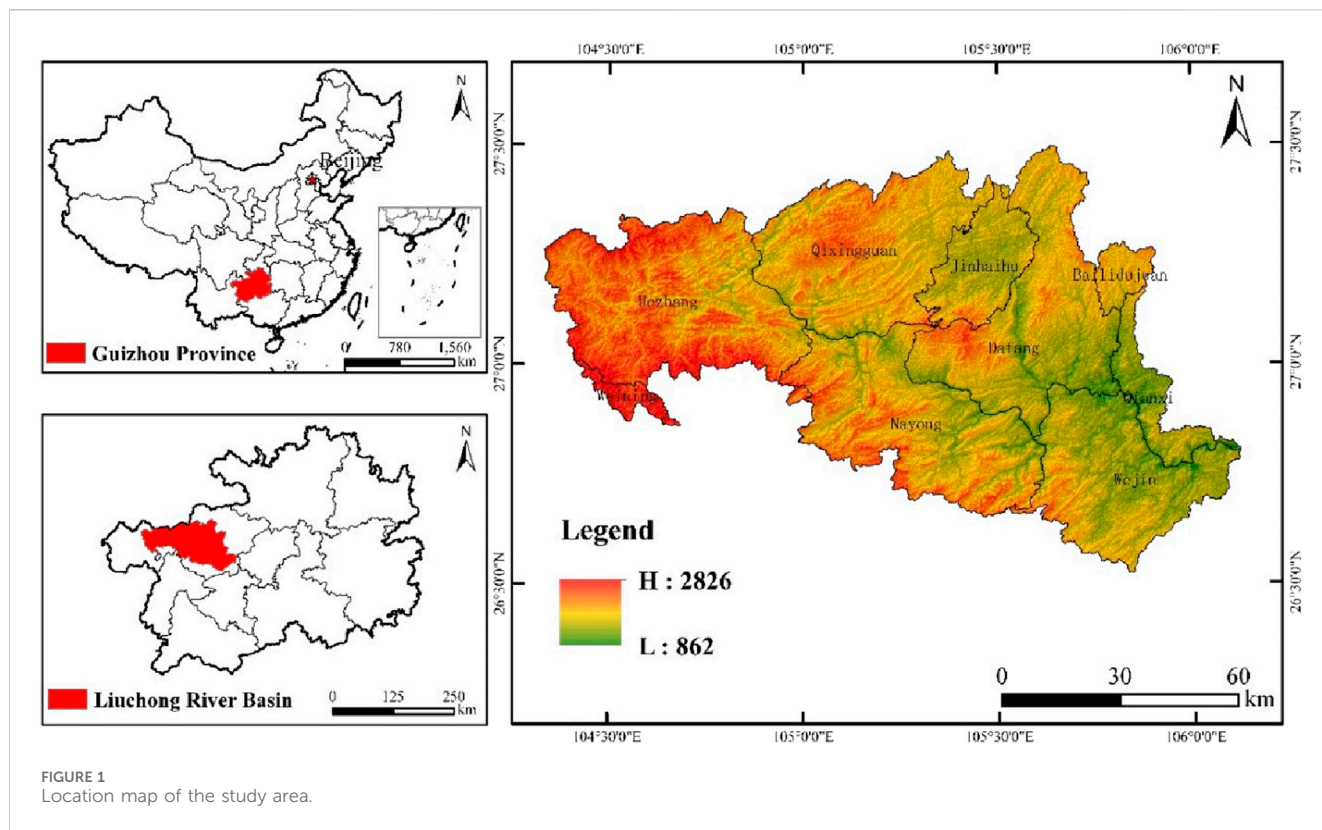 N
Beijing
Guizhou Province
0 780 1,560
km
N
Liuchong River Basin
0 125 250
km
104°30'0"E 105°0'0"E 105°30'0"E 106°0'0"E
27°30'0"N
27°0'0"N
26°30'0"N
N
Qixingguan
Jinhaihu
Bailidujuan
Hezhang
Dafang
Weining
Qianxi
Nayong
Wejin
Legend
H : 2826
L : 862
0 30 60
km
27°30'0"N
27°0'0"N
26°30'0"N
104°30'0"E 105°0'0"E 105°30'0"E 106°0'0"E
FIGURE 1
Location map of the study area.